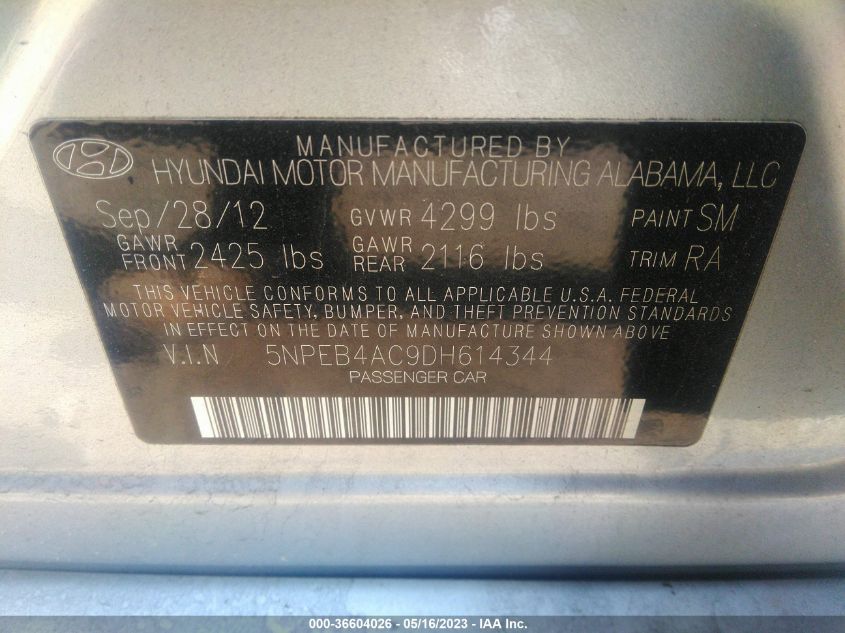 MANUFACTURED BY
HYUNDAI MOTOR MANUFACTURING ALABAMA, LLC
Sep/28/12 GVWR 4299 lbs PAINT SM
GAWR FRONT 2425 lbs GAWR REAR 2116 lbs TRIM RA
THIS VEHICLE CONFORMS TO ALL APPLICABLE U.S.A. FEDERAL
MOTOR VEHICLE SAFETY, BUMPER, AND THEFT PREVENTION STANDARDS
IN EFFECT ON THE DATE OF MANUFACTURE SHOWN ABOVE
V.I.N 5NPEB4AC9DH614344
PASSENGER CAR
000-36604026 - 05/16/2023 - IAA Inc.